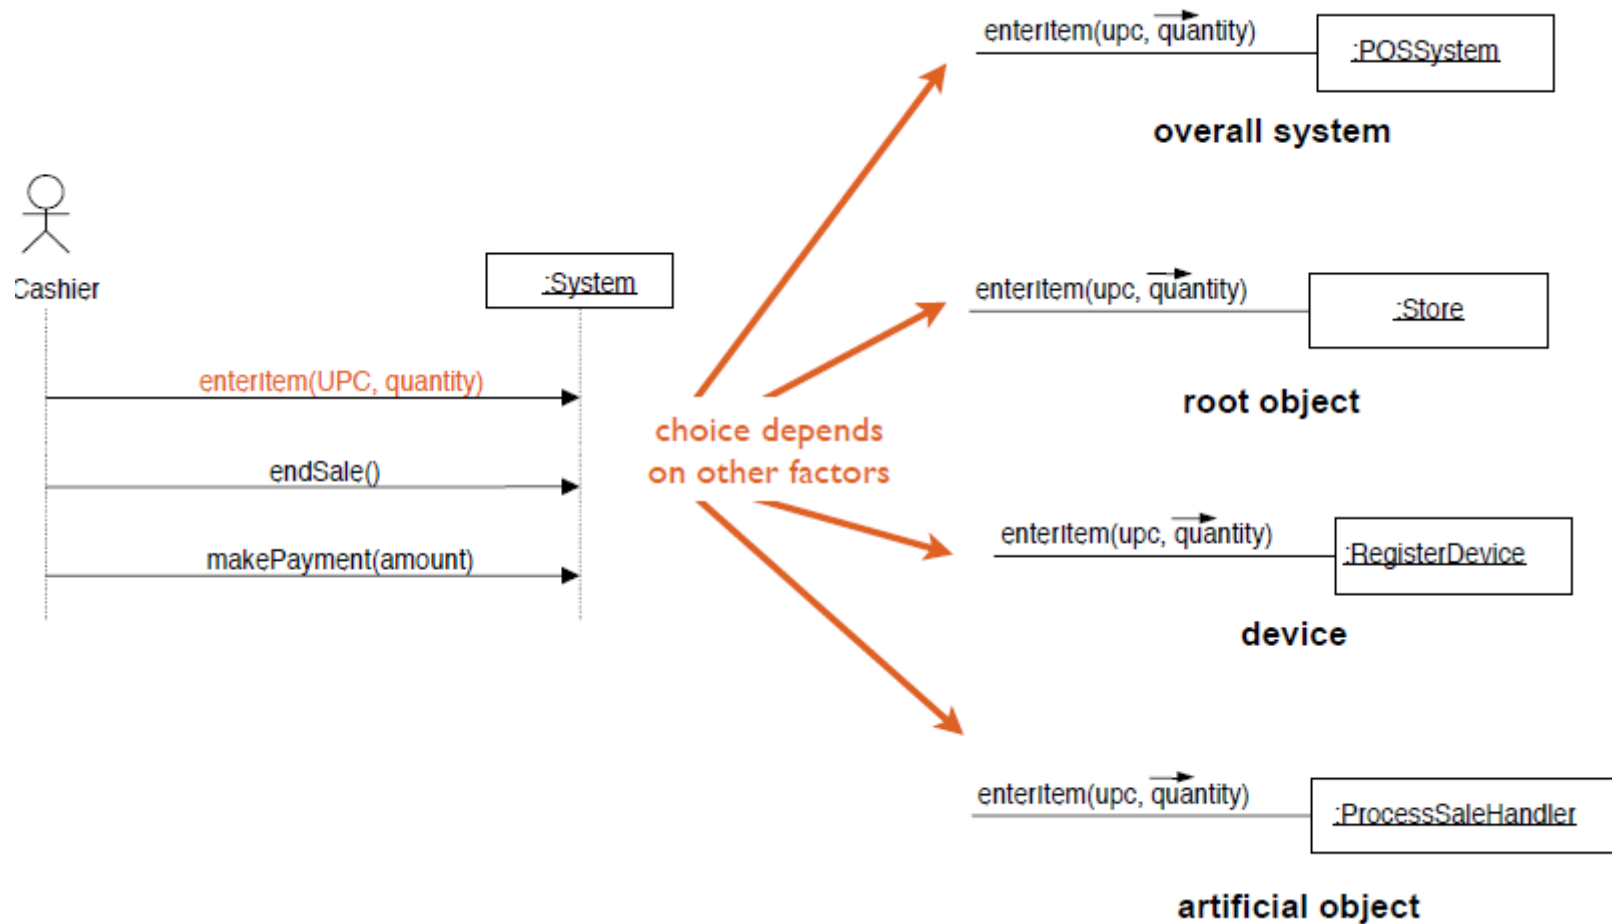 Cashier
:System
enterItem(UPC, quantity)
endSale()
makePayment(amount)
choice depends
on other factors
enterItem(upc, quantity)
:POSSystem
overall system
enterItem(upc, quantity)
:Store
root object
enterItem(upc, quantity)
:RegisterDevice
device
enterItem(upc, quantity)
:ProcessSaleHandler
artificial object